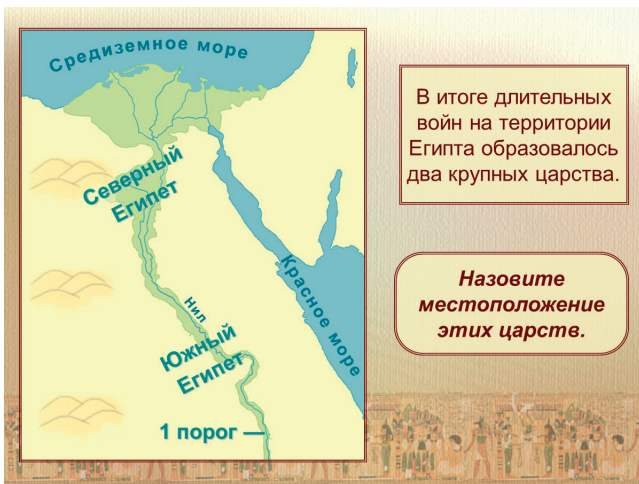 Средиземное море
Северный
Египет
Нил
Красное море
Южный
Египет
1 порог
В итоге длительных
войн на территории
Египта образовалось
два крупных царства.
Назовите
местоположение
этих царств.